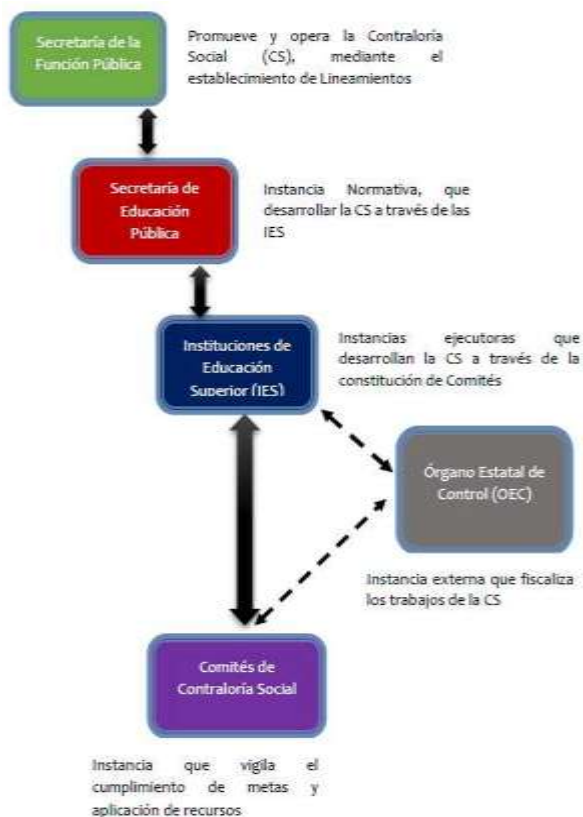 Secretaría de la
Función Pública
Promueve y opera la Contraloría
Social (CS), mediante el
establecimiento de Lineamientos
Secretaría de
Educación
Pública
Instancia Normativa, que
desarrollar la CS a través de las
IES
Instituciones de
Educación
Superior (IES)
Instancias ejecutoras que
desarrollan la CS a través de la
constitución de Comités
Órgano Estatal de
Control (OEC)
Instancia externa que fiscaliza
los trabajos de la CS
Comités de
Contraloría Social
Instancia que vigila el
cumplimiento de metas y
aplicación de recursos